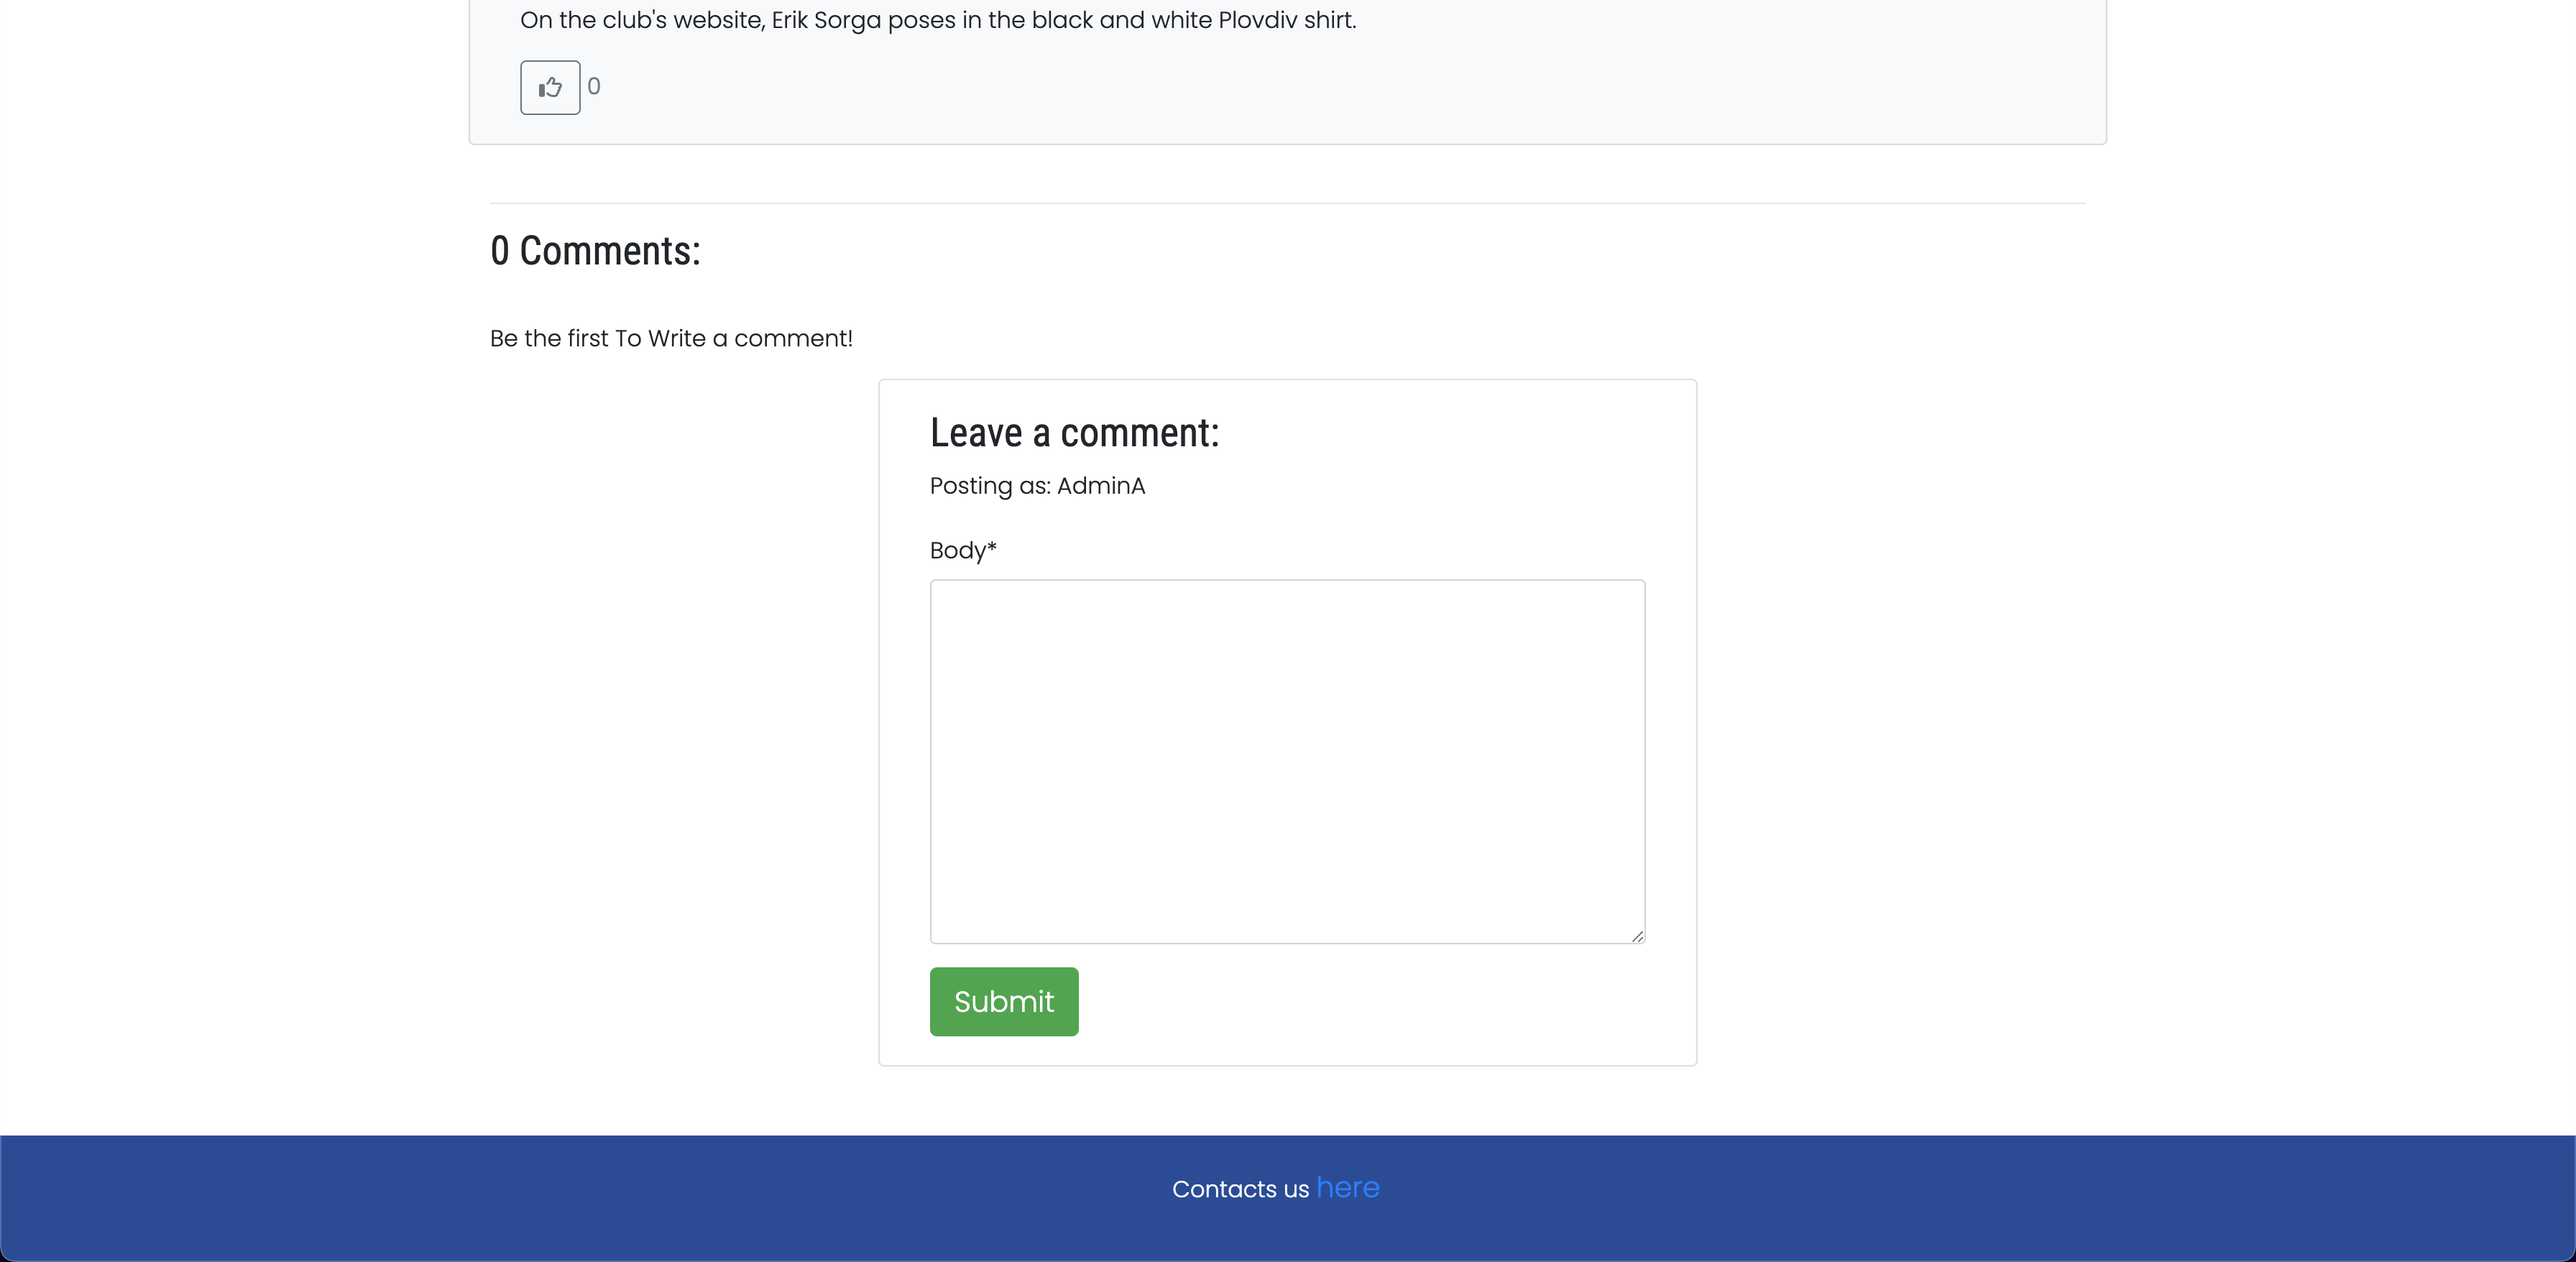 On the club's website, Erik Sorga poses in the black and white Plovdiv shirt.
0
0 Comments:
Be the first To Write a comment!
Leave a comment:
Posting as: AdminA
Body*
Submit
Contacts us here